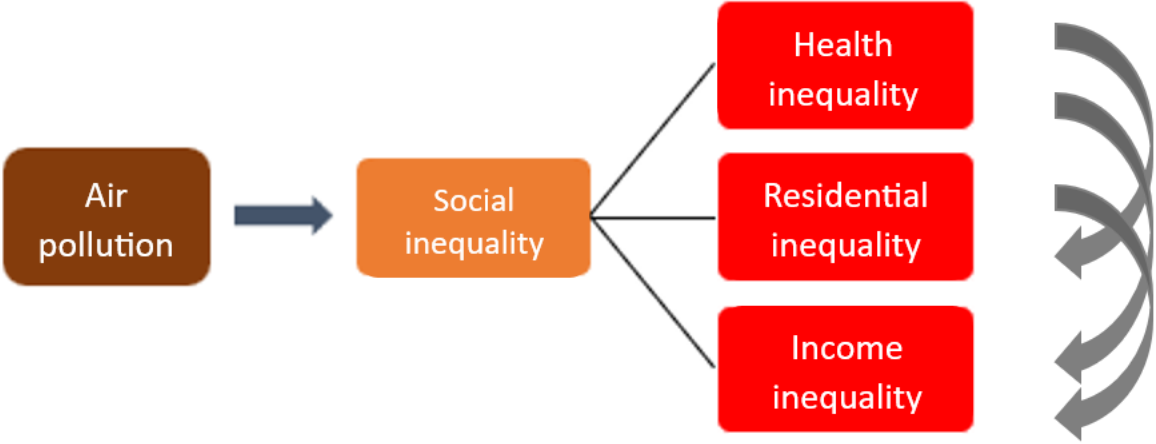 Air
pollution
Social
inequality
Health
inequality
Residential
inequality
Income
inequality